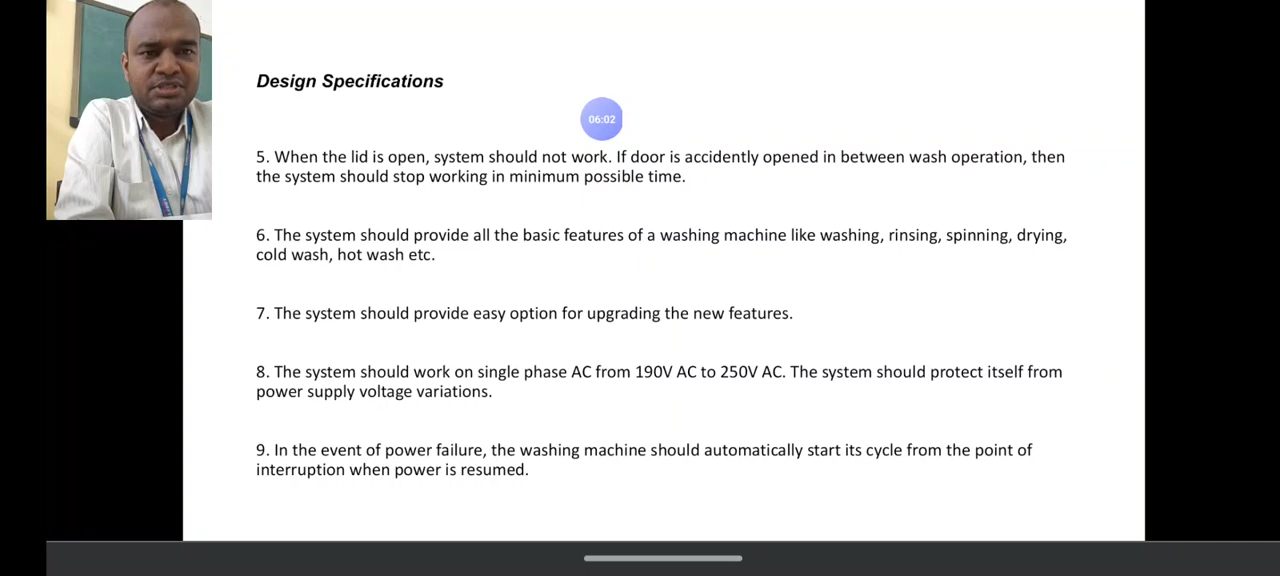 Design Specifications
06:02
5. When the lid is open, system should not work. If door is accidently opened in between wash operation, then
the system should stop working in minimum possible time.
6. The system should provide all the basic features of a washing machine like washing, rinsing, spinning, drying,
cold wash, hot wash etc.
7. The system should provide easy option for upgrading the new features.
8. The system should work on single phase AC from 190V AC to 250V AC. The system should protect itself from
power supply voltage variations.
9. In the event of power failure, the washing machine should automatically start its cycle from the point of
interruption when power is resumed.